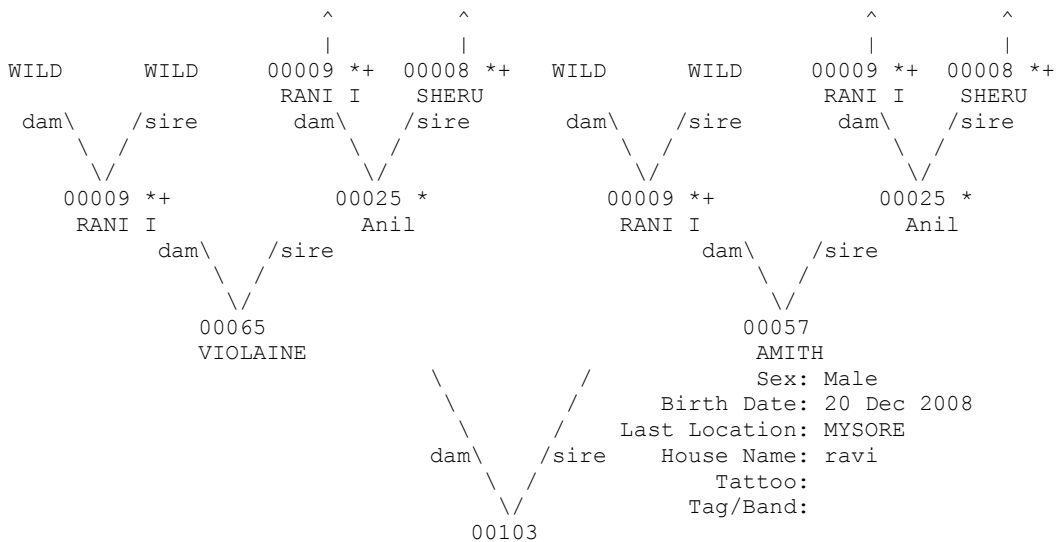 ^ ^ ^ ^
| | | |
WILD WILD 00009 *+ 00008 *+ WILD WILD 00009 *+ 00008 *+
RANI I SHERU RANI I SHERU
dam\ /sire dam\ /sire dam\ /sire dam\ /sire
\ / \ / \ / \ /
\/ \/ \/ \/
00009 *+ 00025 * 00009 *+ 00025 *
RANI I Anil RANI I Anil
dam\ /sire dam\ /sire
\ / \ /
\/ \/
00065 00057
VIOLAINE AMITH
\ / Sex: Male
\ / Birth Date: 20 Dec 2008
\ / Last Location: MYSORE
dam\ /sire House Name: ravi
\ / Tattoo:
\/ Tag/Band:
00103